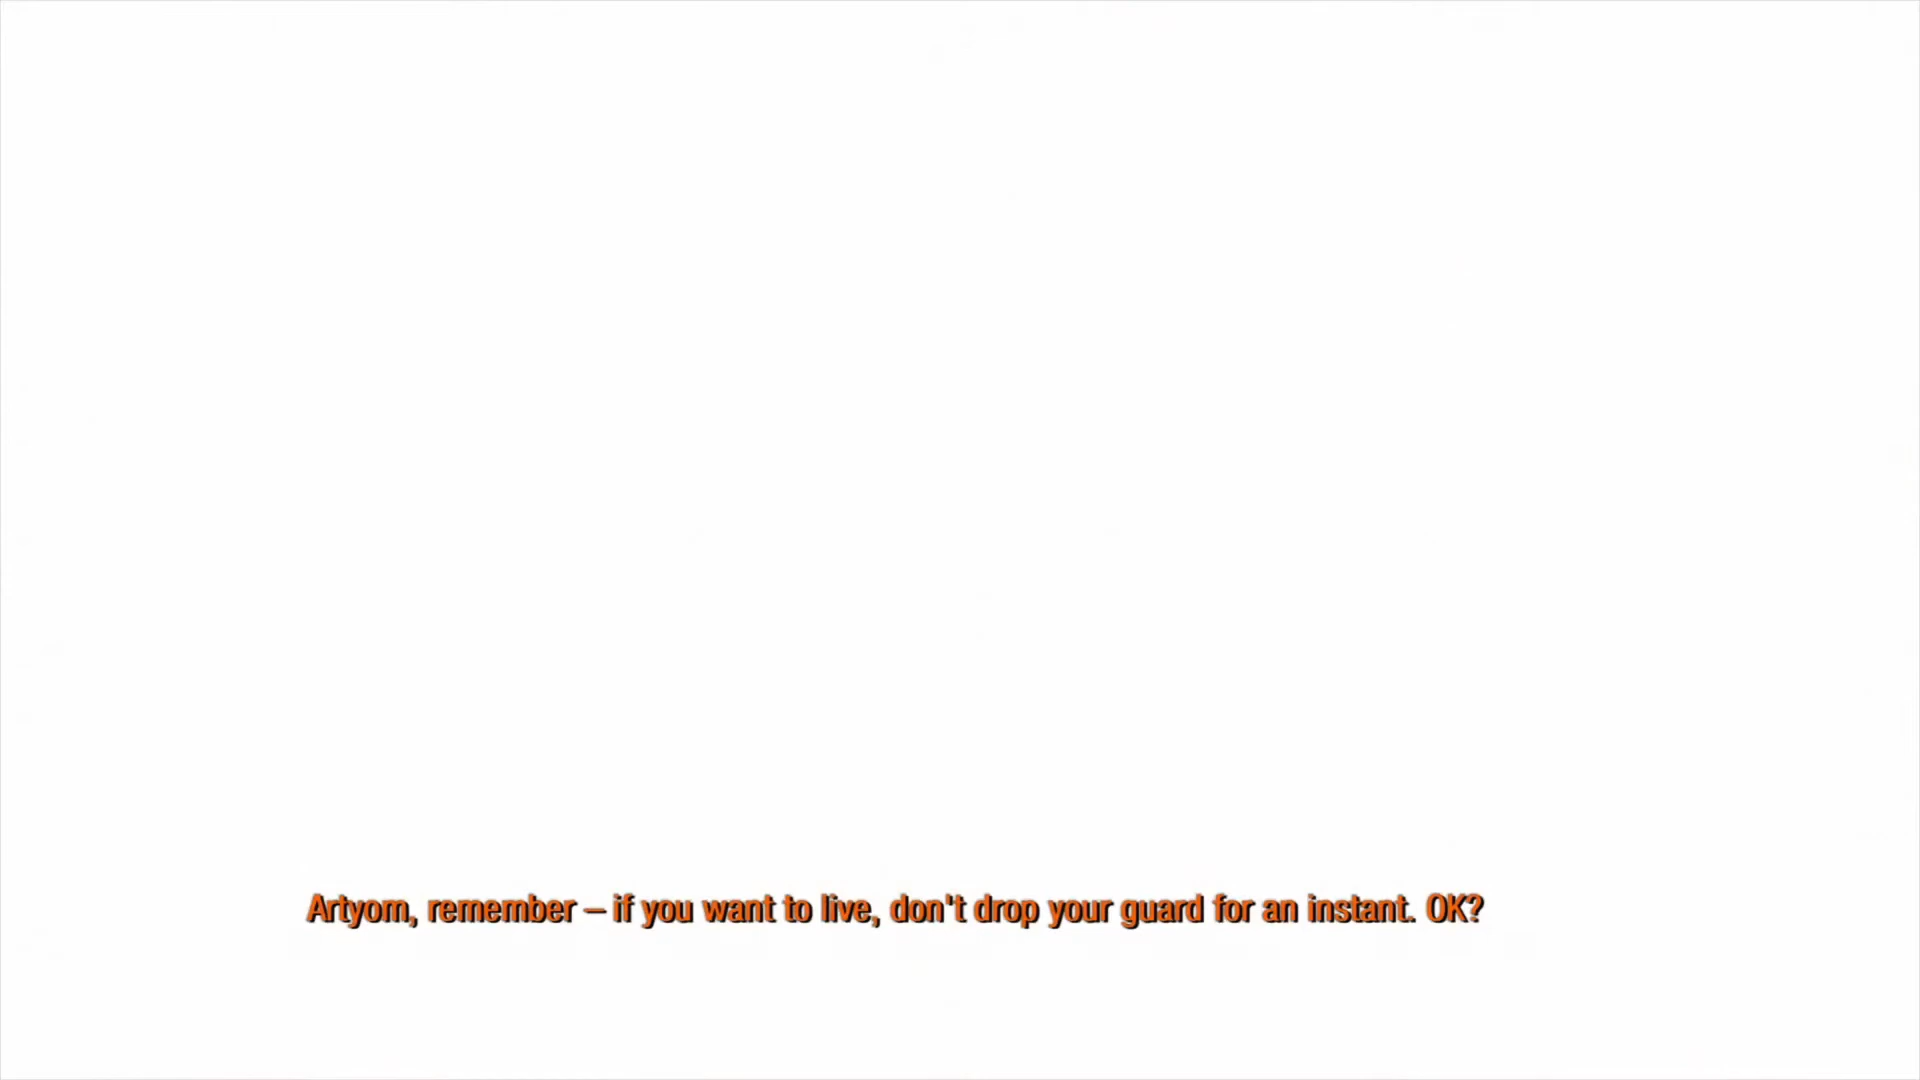 Artyom, remember – if you want to live, don't drop your guard for an instant. OK?